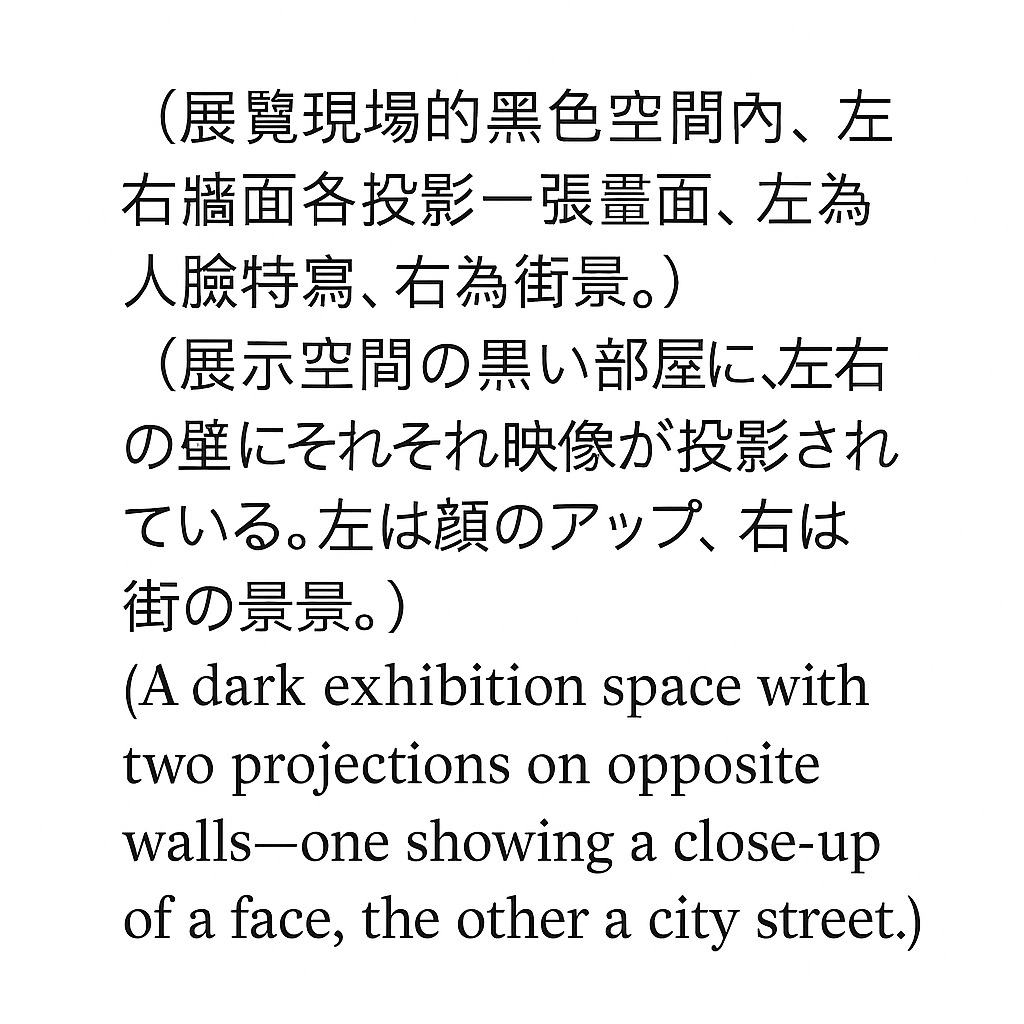 （展覽現場的黑色空間內、左
右牆面各投影一張畫面、左為
人臉特寫、右為街景。）
（展示空間の黒い部屋に、左右
の壁にそれそれ映像が投影され
ている。左は顔のアップ、右は
街の景景。）
(A dark exhibition space with
two projections on opposite
walls—one showing a close-up
of a face, the other a city street.)